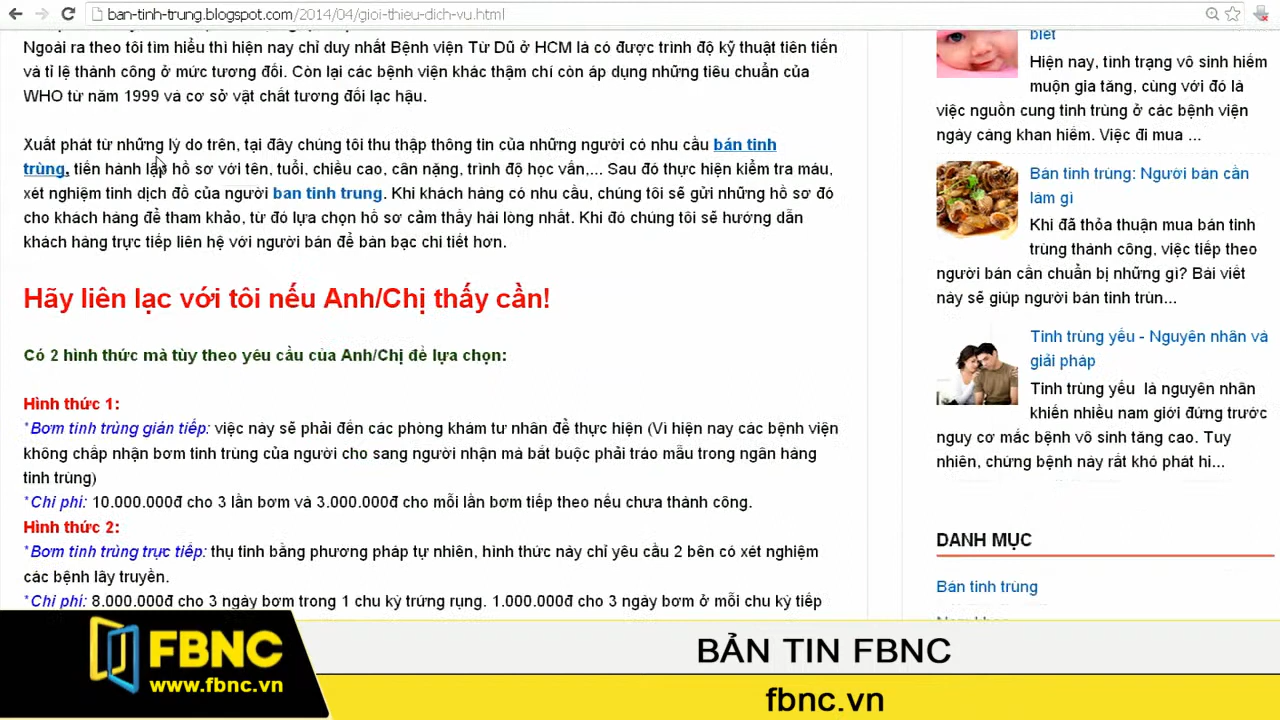 ban-tinh-trung.blogspot.com/2014/04/gioi-thieu-dich-vu.html
Ngoài ra theo tôi tìm hiểu thì hiện nay chỉ duy nhất Bệnh viện Từ Dũ ở HCM là có được trình độ kỹ thuật tiên tiến
và tỉ lệ thành công ở mức tương đối. Còn lại các bệnh viện khác thậm chí còn áp dụng những tiêu chuẩn của
WHO từ năm 1999 và cơ sở vật chất tương đối lạc hậu.
Xuất phát từ những lý do trên, tại đây chúng tôi thu thập thông tin của những người có nhu cầu bán tinh
trùng, tiến hành lập hồ sơ với tên, tuổi, chiều cao, cân nặng, trình độ học vấn,... Sau đó thực hiện kiểm tra máu,
xét nghiệm tinh dịch đồ của người ban tinh trung. Khi khách hàng có nhu cầu, chúng tôi sẽ gửi những hồ sơ đó
cho khách hàng để tham khảo, từ đó lựa chọn hồ sơ cảm thấy hài lòng nhất. Khi đó chúng tôi sẽ hướng dẫn
khách hàng trực tiếp liên hệ với người bán để bàn bạc chi tiết hơn.
Hãy liên lạc với tôi nếu Anh/Chị thấy cần!
Có 2 hình thức mà tùy theo yêu cầu của Anh/Chị để lựa chọn:
Hình thức 1:
*Bơm tinh trùng gián tiếp: việc này sẽ phải đến các phòng khám tư nhân để thực hiện (Vì hiện nay các bệnh viện
không chấp nhận bơm tinh trùng của người cho sang người nhận mà bắt buộc phải tráo mẫu trong ngân hàng
tinh trùng)
*Chi phí: 10.000.000đ cho 3 lần bơm và 3.000.000đ cho mỗi lần bơm tiếp theo nếu chưa thành công.
Hình thức 2:
*Bơm tinh trùng trực tiếp: thụ tinh bằng phương pháp tự nhiên, hình thức này chỉ yêu cầu 2 bên có xét nghiệm
các bệnh lây truyền.
*Chi phí: 8.000.000đ cho 3 ngày bơm trong 1 chu kỳ trứng rụng. 1.000.000đ cho 3 ngày bơm ở mỗi chu kỳ tiếp
biết
Hiện nay, tình trạng vô sinh hiếm
muộn gia tăng, cùng với đó là
việc nguồn cung tinh trùng ở các bệnh viện
ngày càng khan hiếm. Việc đi mua ...
Bán tinh trùng: Người bán cần
làm gì
Khi đã thỏa thuận mua bán tinh
trùng thành công, việc tiếp theo
người bán cần chuẩn bị những gì? Bài viết
này sẽ giúp người bán tinh trùn...
Tinh trùng yếu - Nguyên nhân và
giải pháp
Tinh trùng yếu là nguyên nhân
khiến nhiều nam giới đứng trước
nguy cơ mắc bệnh vô sinh tăng cao. Tuy
nhiên, chứng bệnh này rất khó phát hi...
DANH MỤC
Bán tinh trùng
FBNC
www.fbnc.vn
BẢN TIN FBNC
fbnc.vn